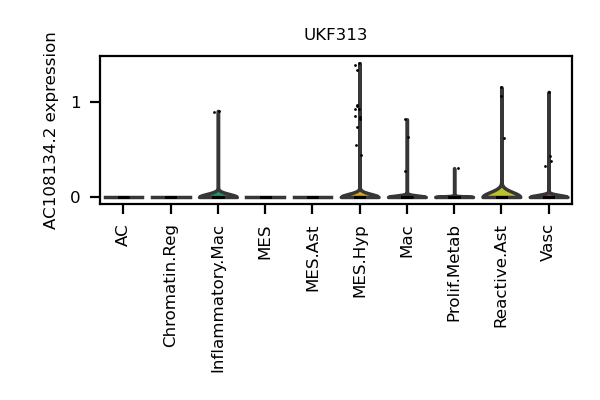 UKF313
AC108134.2 expression
1
0
AC
Chromatin.Reg
Inflammatory.Mac
MES
MES.Ast
MES.Hyp
Mac
Prolif.Metab
Reactive.Ast
Vasc